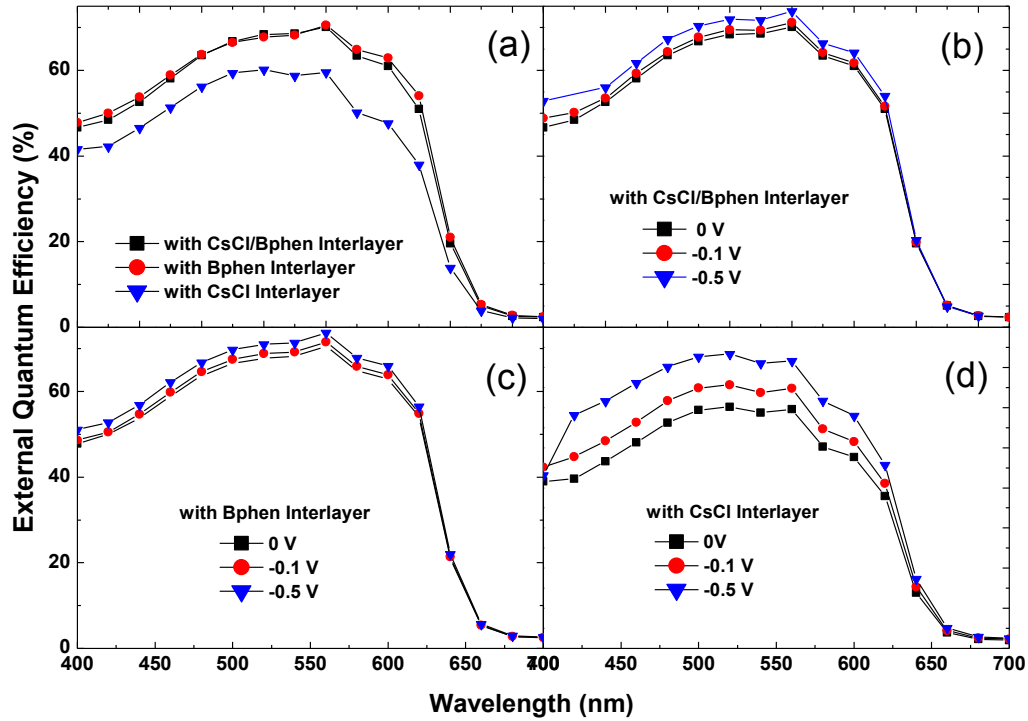 External Quantum Efficiency (%)
(a)
60
40
20
0
with CsCl/Bphen Interlayer
with Bphen Interlayer
with CsCl Interlayer
(b)
with CsCl/Bphen Interlayer
0 V
-0.1 V
-0.5 V
(c)
60
40
20
0
with Bphen Interlayer
0 V
-0.1 V
-0.5 V
400 450 500 550 600 650 700
(d)
with CsCl Interlayer
0V
-0.1 V
-0.5 V
400 450 500 550 600 650 700
Wavelength (nm)